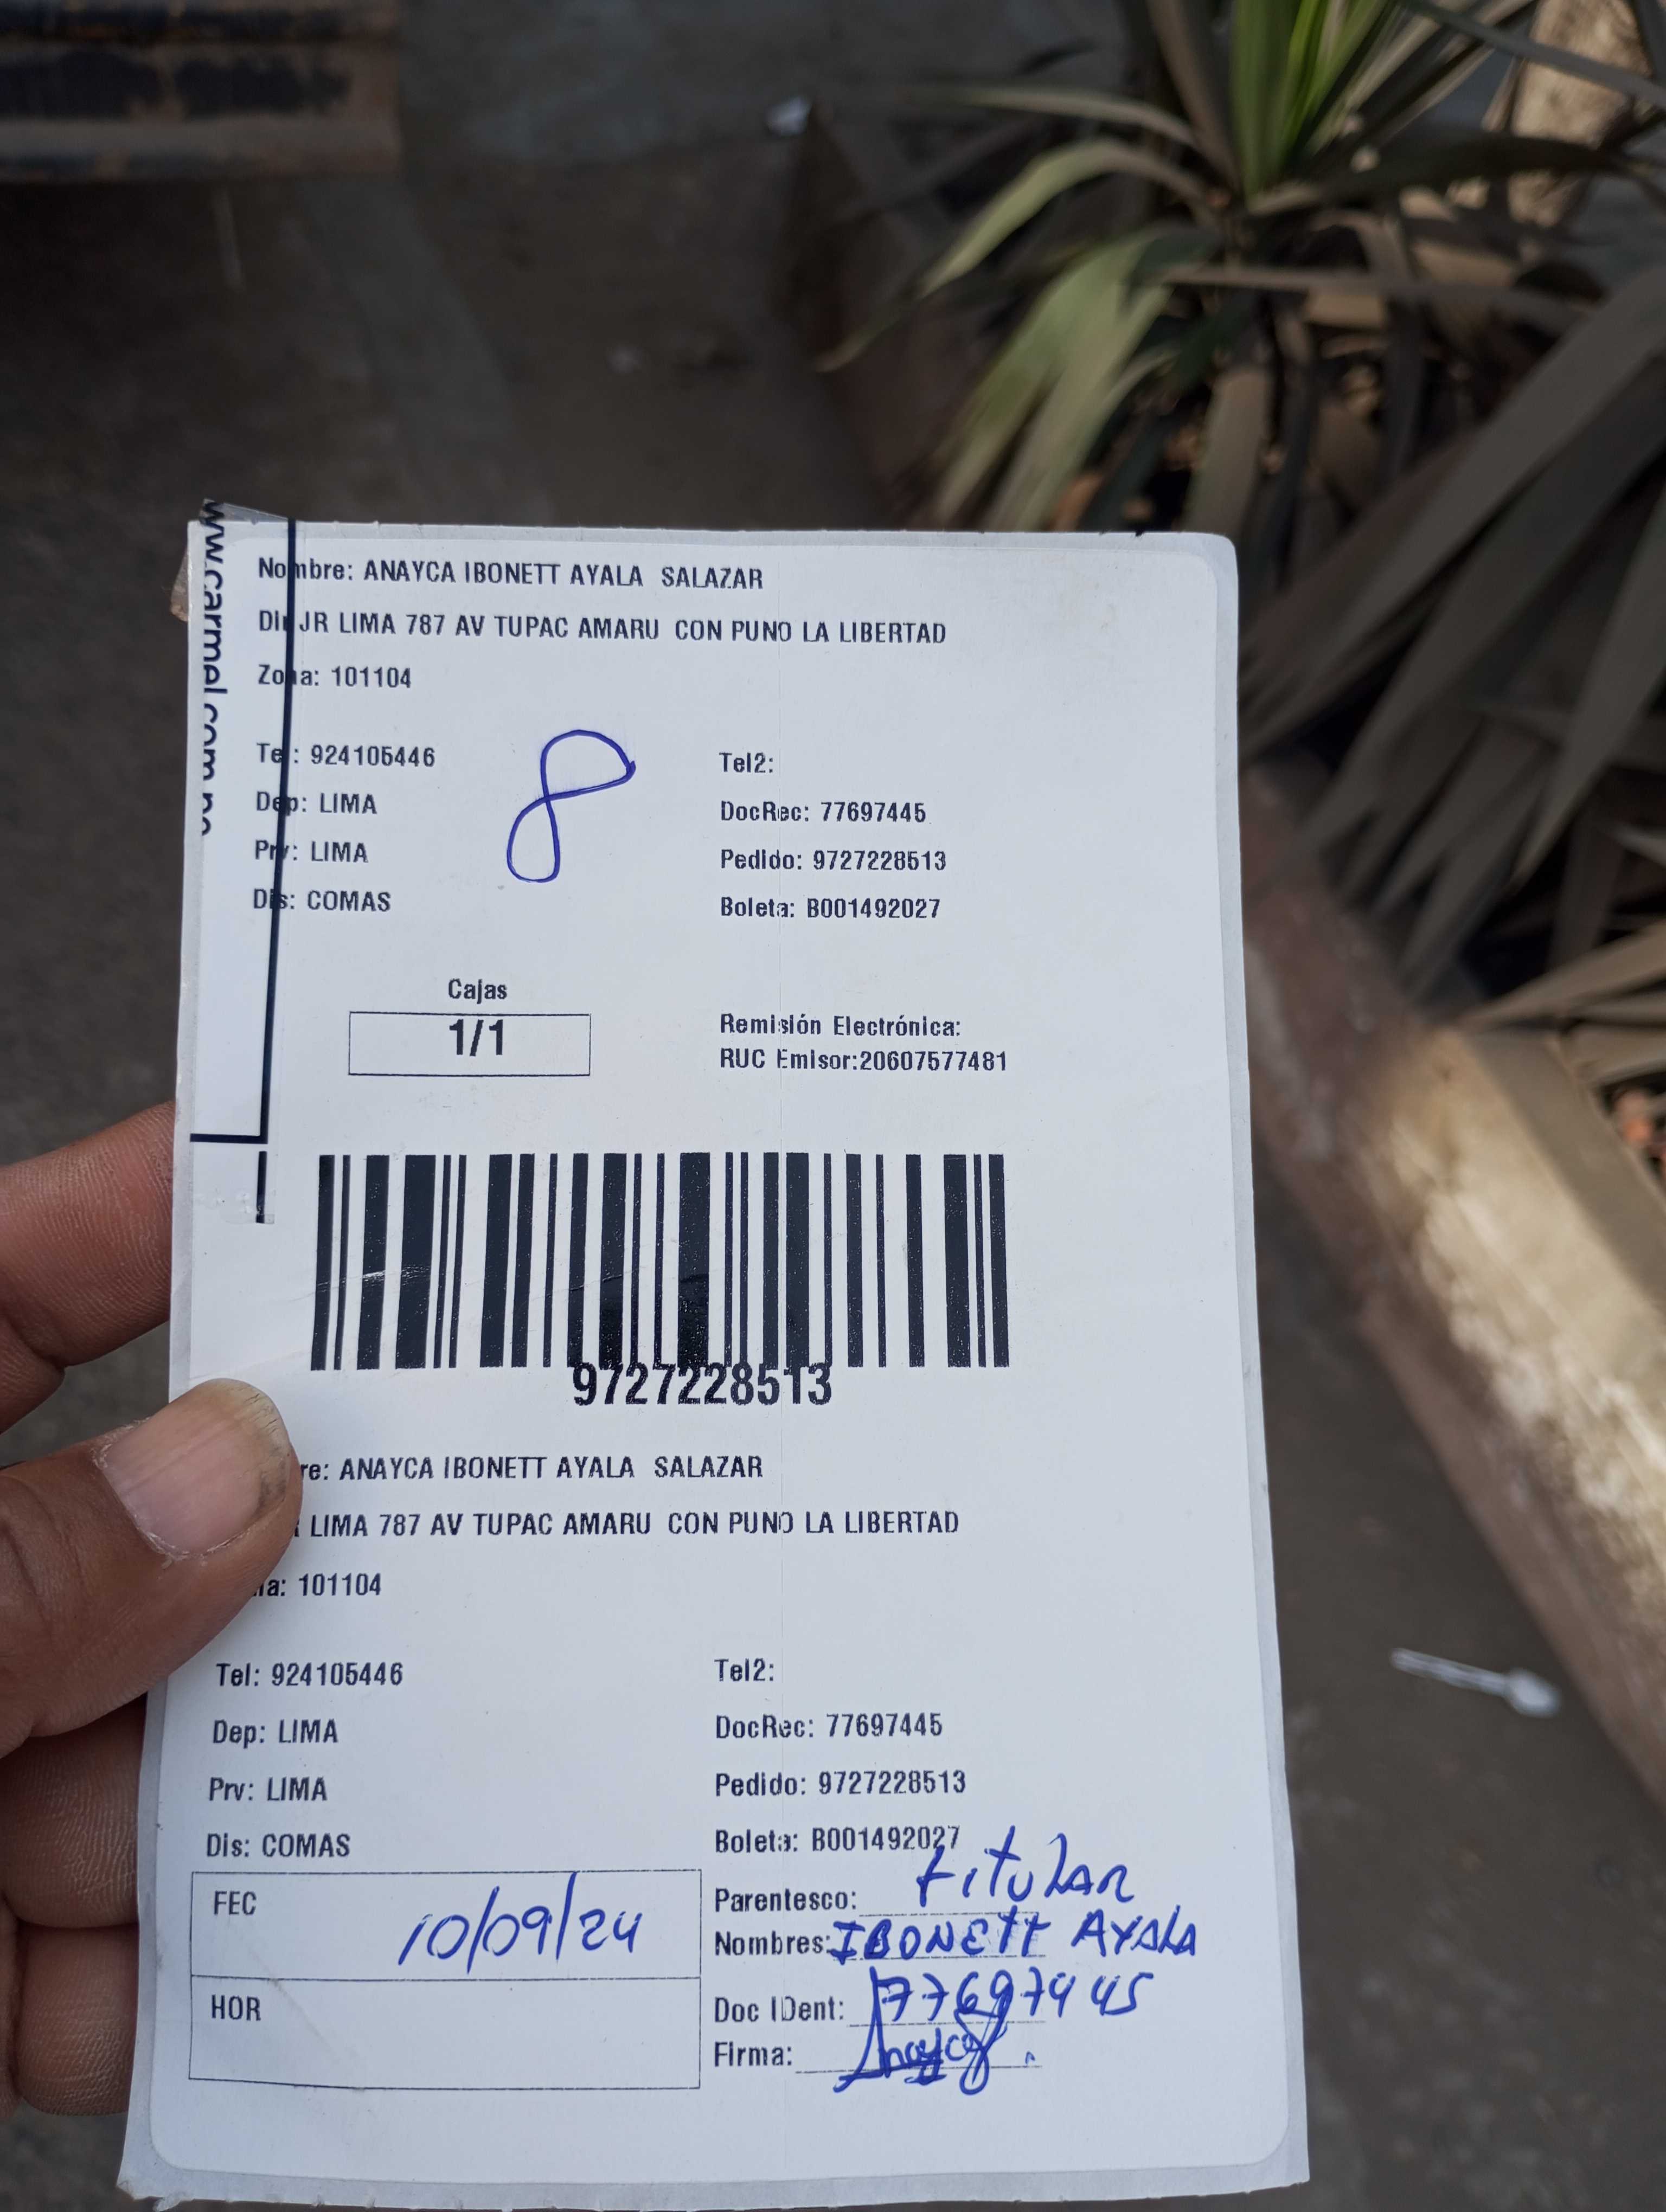 www.carmel.com.pe
Nombre: ANAYCA IBONETT AYALA SALAZAR
Dir JR LIMA 787 AV TUPAC AMARU CON PUNO LA LIBERTAD
Zona: 101104
Tel: 924105446
Tel2:
Dep: LIMA
DocRec: 77697445
Prv: LIMA
Pedido: 9727228513
Dis: COMAS
Boleta: B001492027
8
Cajas
1/1
Remisión Electrónica:
RUC Emisor:20607577481
9727228513
re: ANAYCA IBONETT AYALA SALAZAR
LIMA 787 AV TUPAC AMARU CON PUNO LA LIBERTAD
na: 101104
Tel: 924105446
Tel2:
Dep: LIMA
DocRec: 77697445
Prv: LIMA
Pedido: 9727228513
Dis: COMAS
Boleta: B001492027
FEC 10/09/24
HOR
Parentesco: titular
Nombres: IBONETT AYALA
Doc IDent: 77697445
Firma: